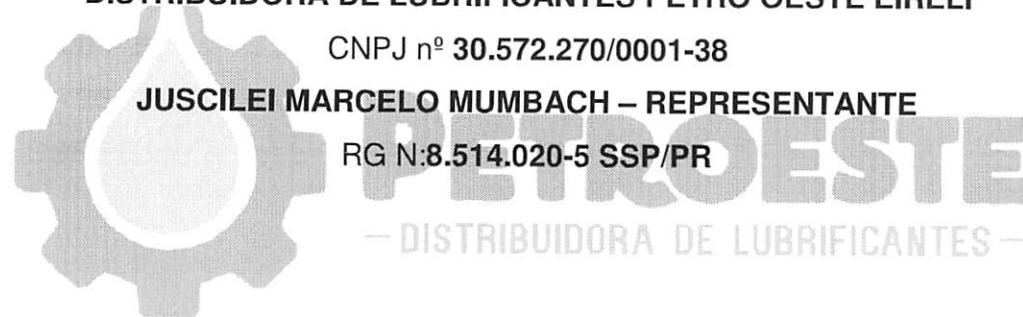 DISTRIBUIDORA DE LUBRIFICANTES PETRO OESTE EIRELI
CNPJ nº 30.572.270/0001-38
JUSCILEI MARCELO MUMBACH – REPRESENTANTE
RG N:8.514.020-5 SSP/PR
PETROESTE
— DISTRIBUIDORA DE LUBRIFICANTES —